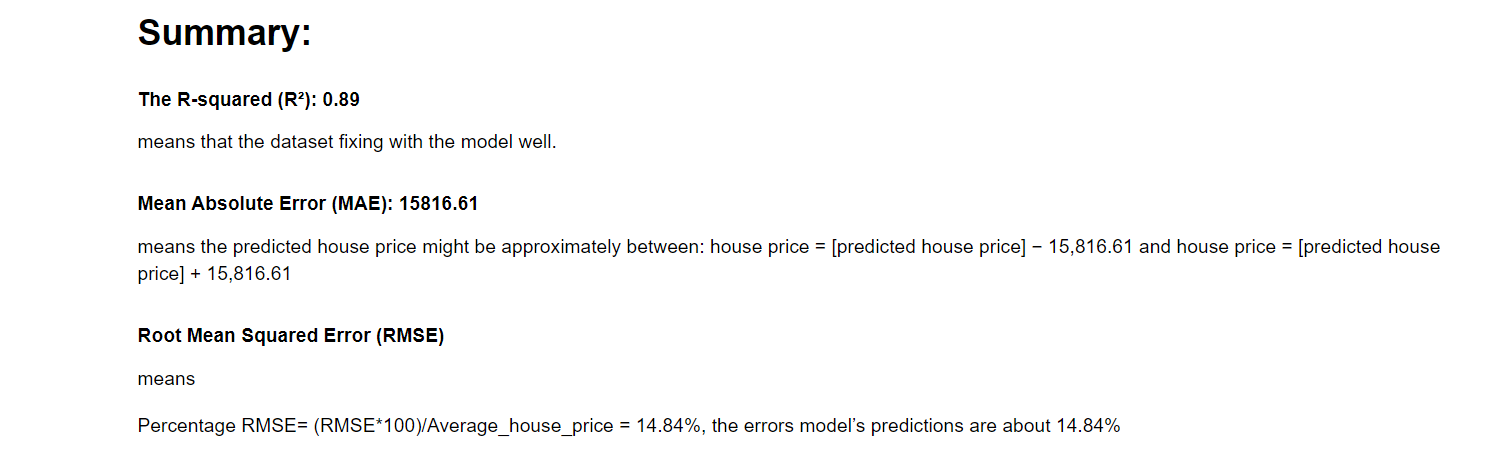 Summary:
The R-squared (R²): 0.89
means that the dataset fixing with the model well.
Mean Absolute Error (MAE): 15816.61
means the predicted house price might be approximately between: house price = [predicted house price] − 15,816.61 and house price = [predicted house
price] + 15,816.61
Root Mean Squared Error (RMSE)
means
Percentage RMSE= (RMSE*100)/Average_house_price = 14.84%, the errors model’s predictions are about 14.84%